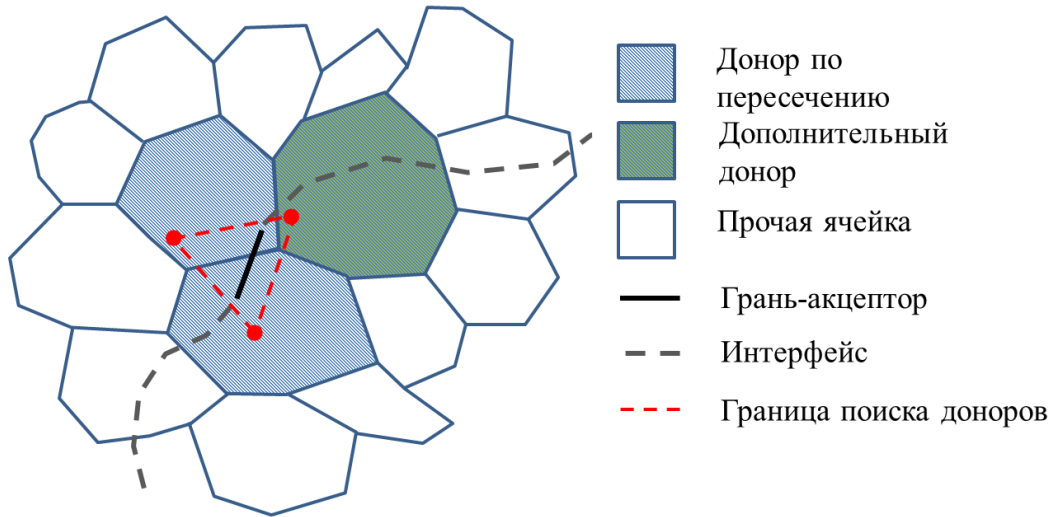 Донор по
пересечению
Дополнительный
донор
Прочая ячейка
Грань-акцептор
Интерфейс
Граница поиска доноров